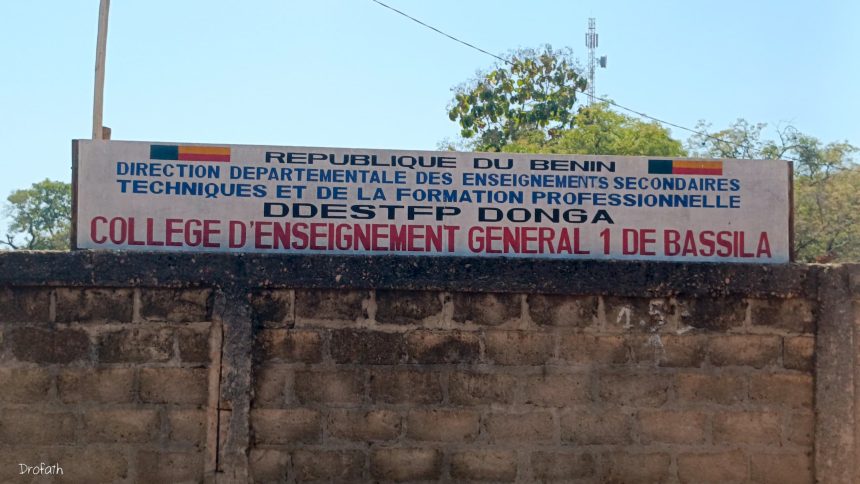 REPUBLIQUE DU BENIN
DIRECTION DEPARTEMENTALE DES ENSEIGNEMENTS SECONDAIRES
TECHNIQUES ET DE LA FORMATION PROFESSIONNELLE
DDESTFP DONGA
COLLEGE D'ENSEIGNEMENT GENERAL 1 DE BASSILA
Drofath